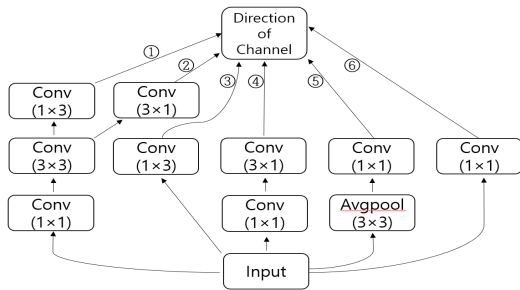 Direction
of
Channel
① ② ③ ④ ⑤ ⑥
Conv
(1×3)
Conv
(3×1)
Conv
(3×3)
Conv
(1×3)
Conv
(3×1)
Conv
(1×1)
Conv
(1×1)
Conv
(1×1)
Conv
(1×1)
Avgpool
(3×3)
Input